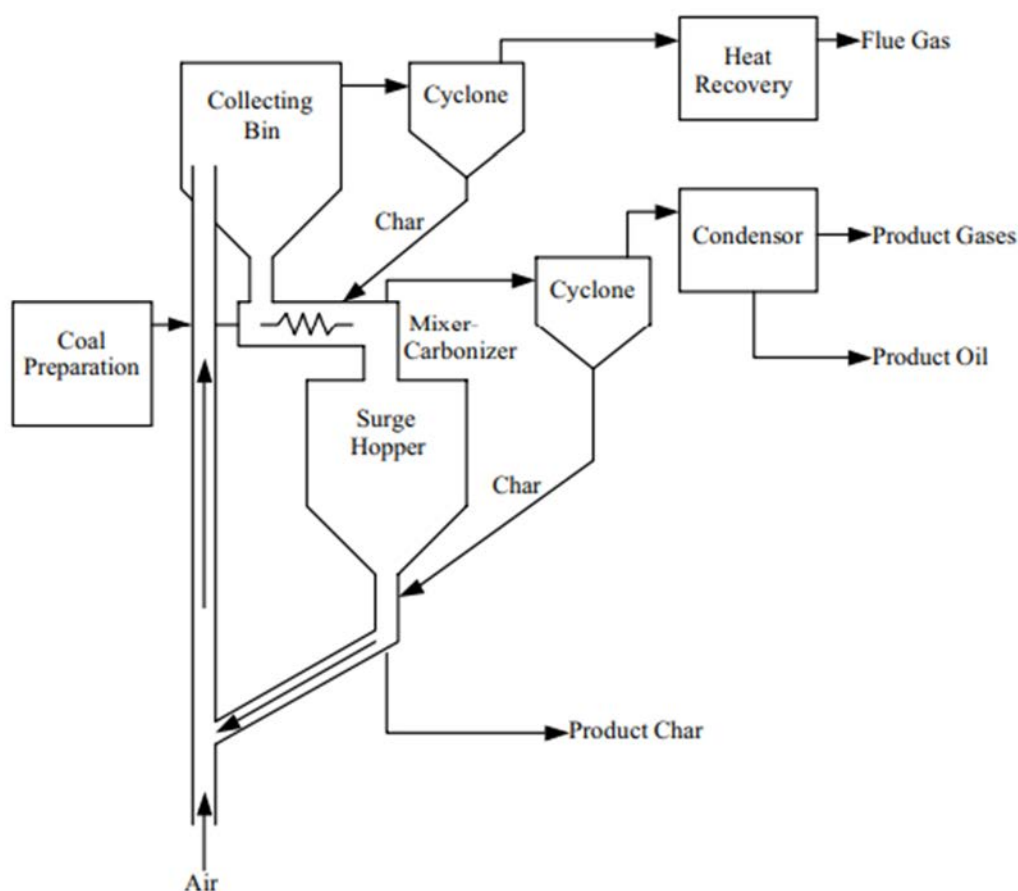 Collecting
Bin
Cyclone
Heat
Recovery
Flue Gas
Char
Condensor
Product Gases
Cyclone
Coal
Preparation
Mixer-
Carbonizer
Product Oil
Surge
Hopper
Char
Product Char
Air